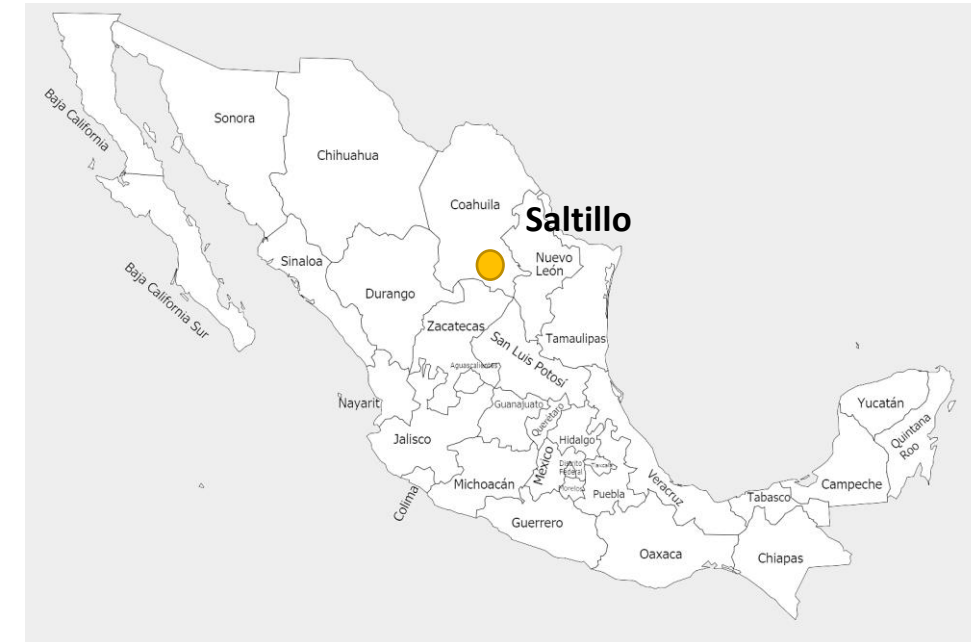 Baja California
Sonora
Chihuahua
Coahuila
Saltillo
Nuevo
León
Sinaloa
Durango
Baja California Sur
Zacatecas
Tamaulipas
San Luis Potosí
Aguascalientes
Nayarit
Guanajuato
Querétaro
Jalisco
Hidalgo
México
Distrito
Federal
Tlaxcala
Morelos
Michoacán
Colima
Puebla
Veracruz
Guerrero
Oaxaca
Tabasco
Chiapas
Campeche
Yucatán
Quintana
Roo